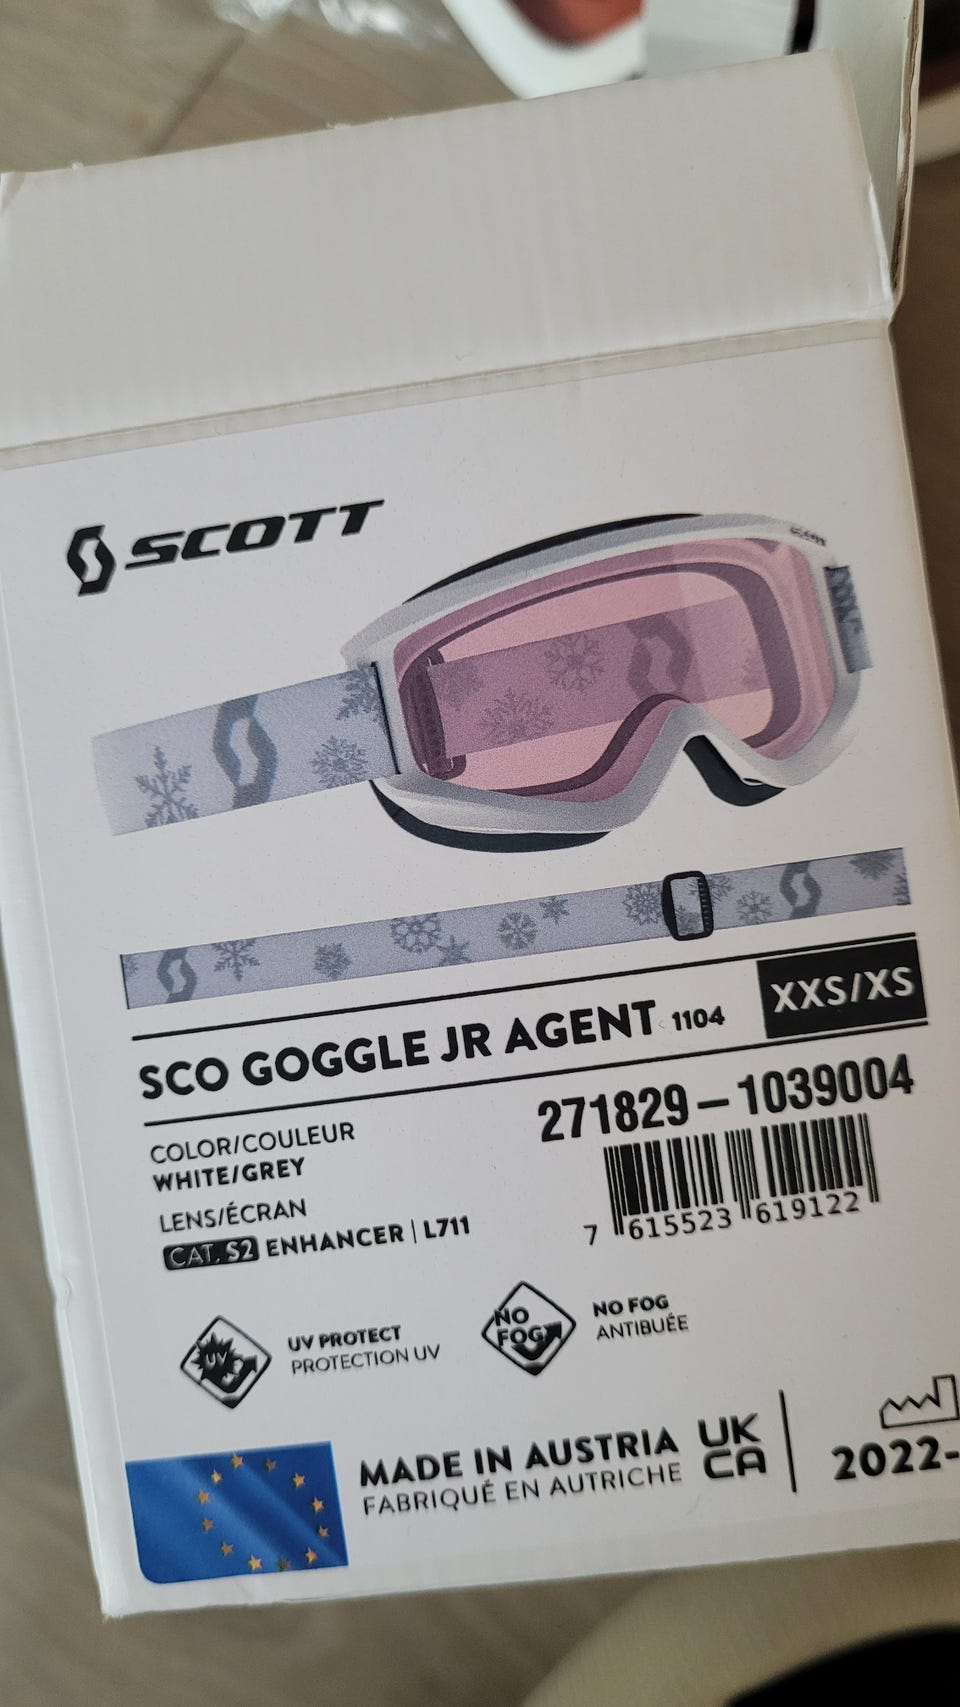 SCOTT
SCOTT
SCO GOGGLE JR AGENT 1104
XXS/XS
271829-1039004
COLOR/COULEUR
WHITE/GREY
LENS/ÉCRAN
CAT. S2 ENHANCER | L711
7 615523 619122
UV
UV PROTECT
PROTECTION UV
NO
FOG
NO FOG
ANTIBUÉE
MADE IN AUSTRIA
FABRIQUÉ EN AUTRICHE
UK
CA
2022-